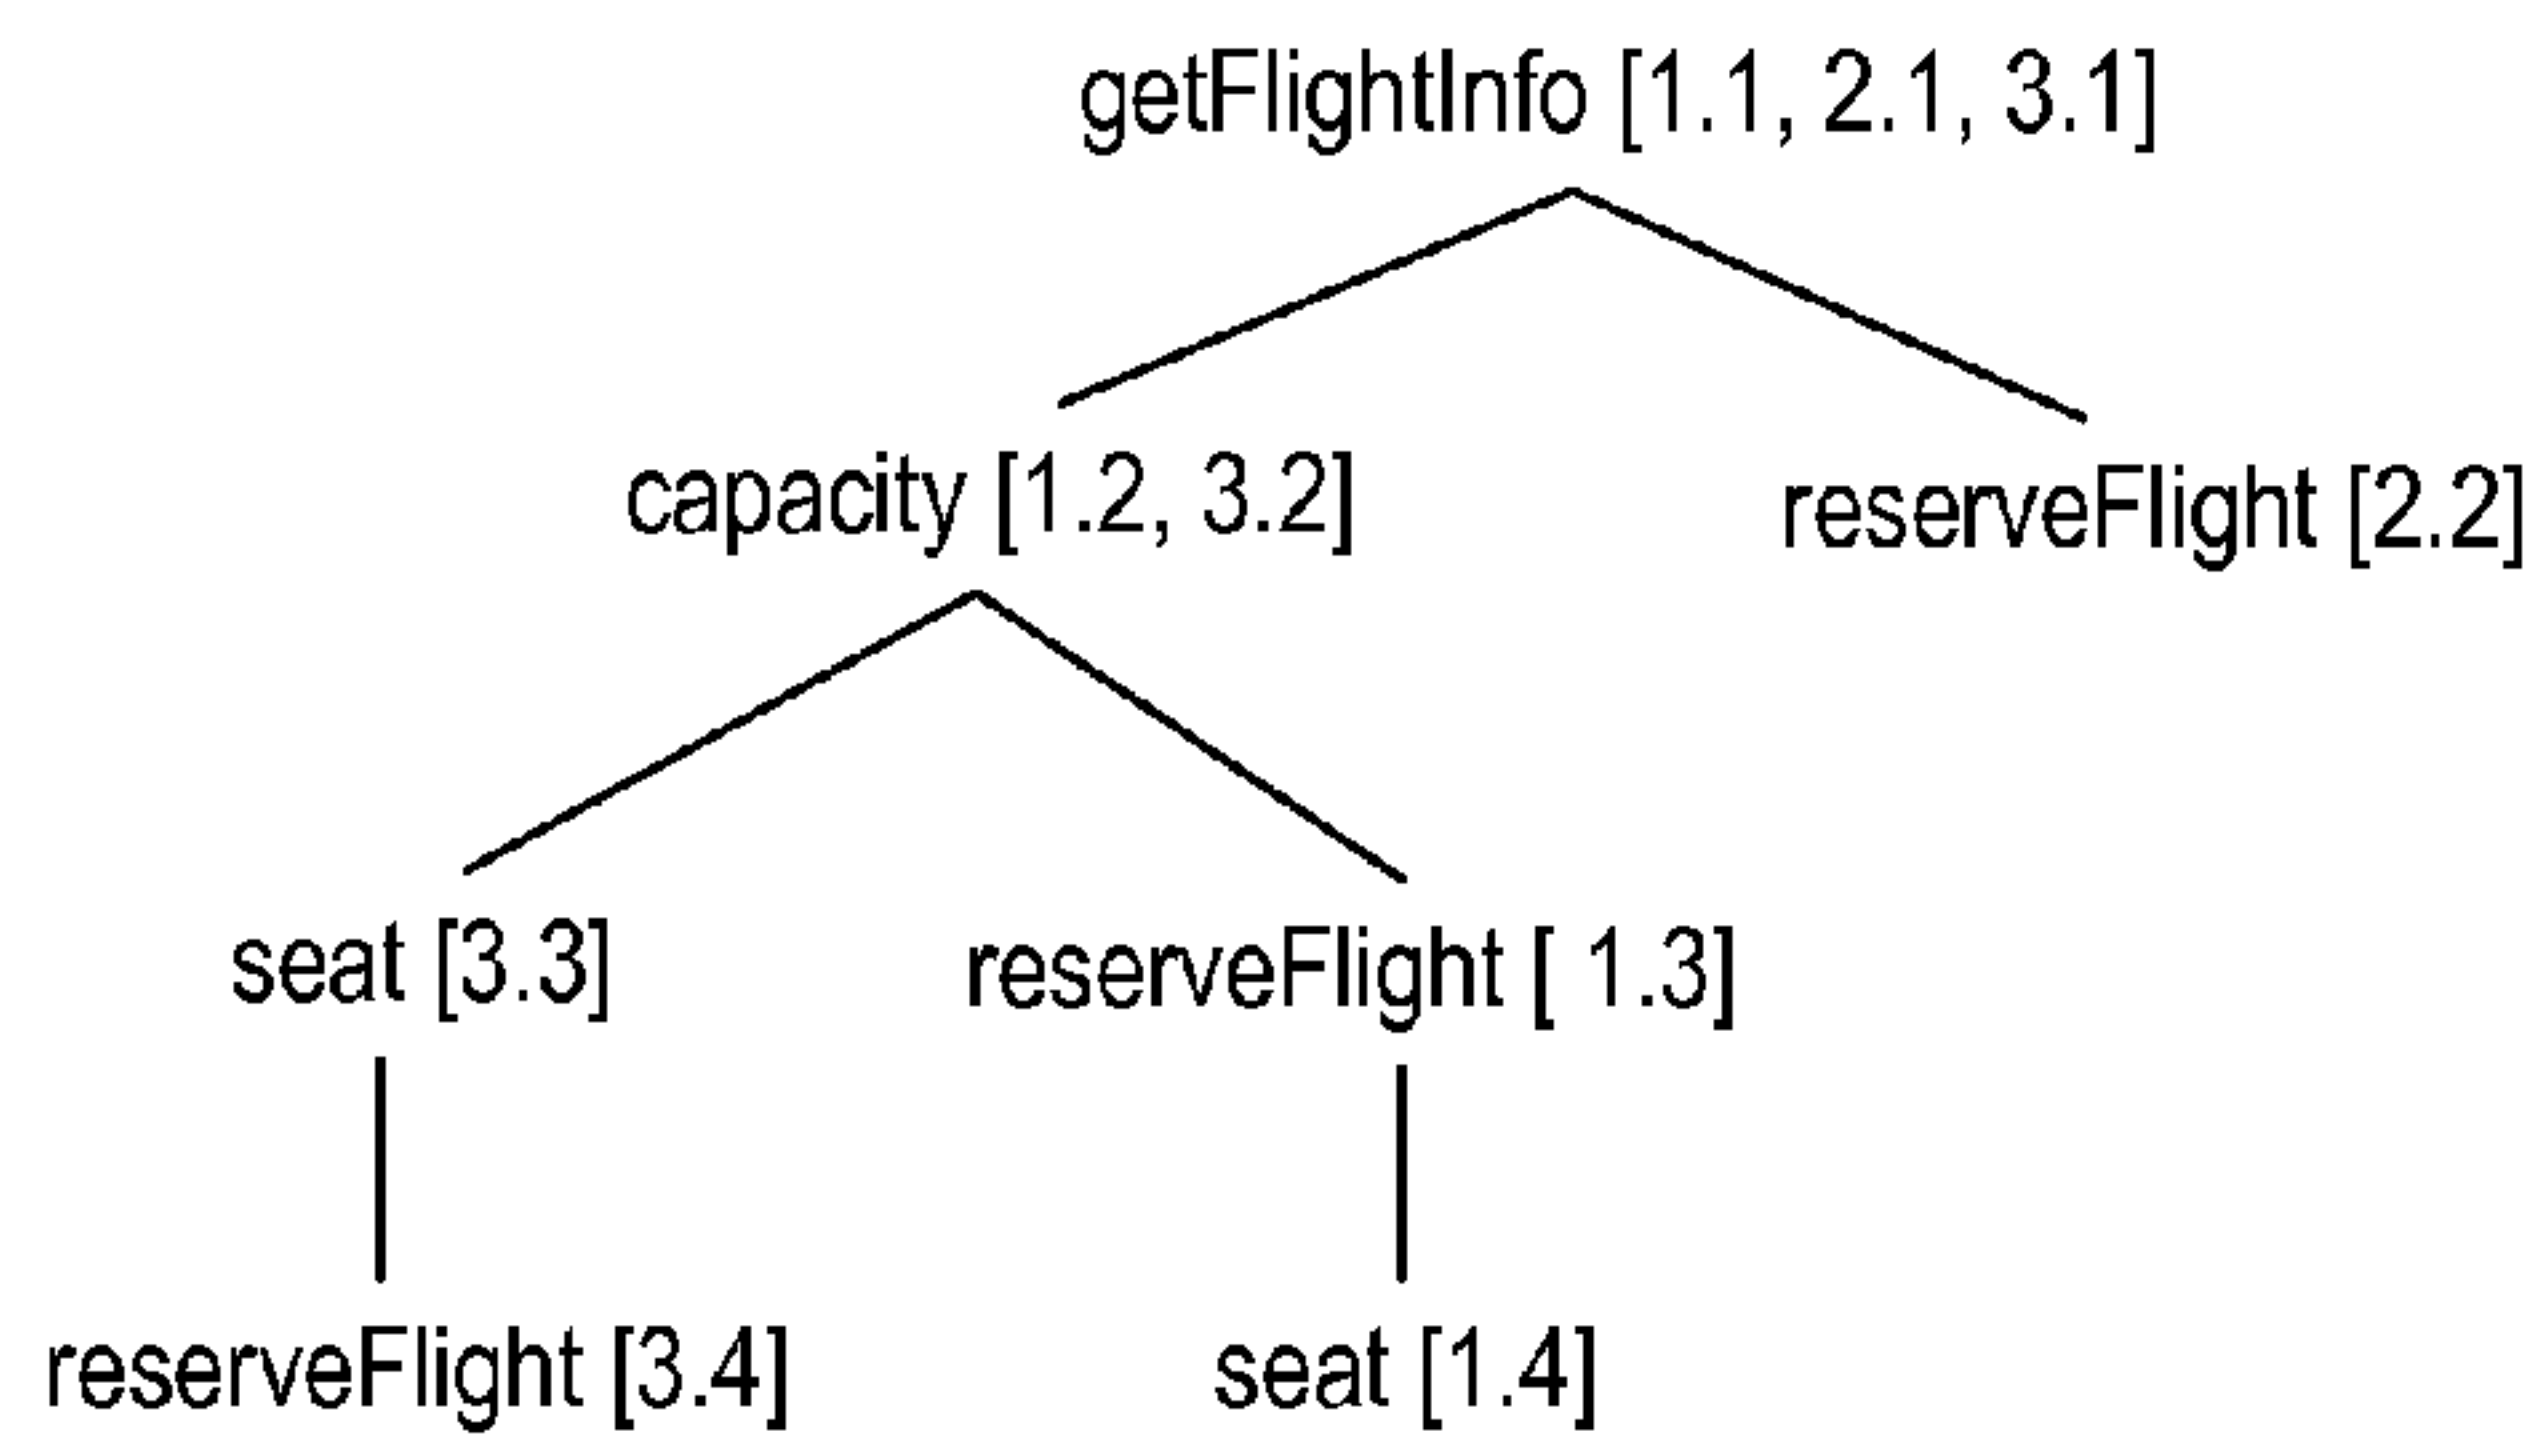 getFlightInfo [1.1, 2.1, 3.1]
capacity [1.2, 3.2]
reserveFlight [2.2]
seat [3.3]
reserveFlight [ 1.3]
reserveFlight [3.4]
seat [1.4]